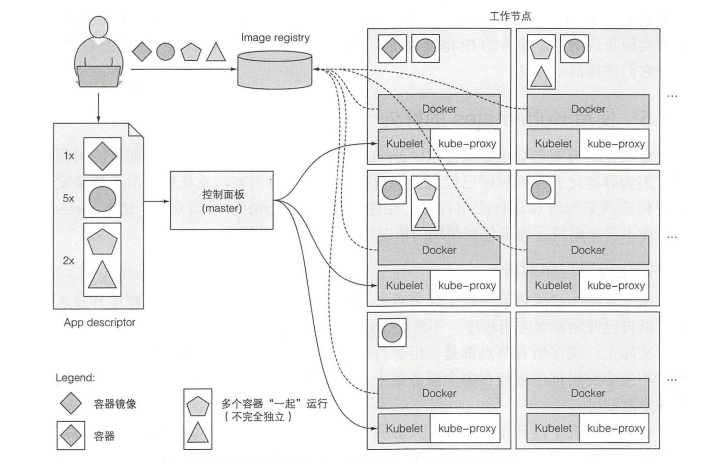 工作节点
Image registry
Docker
Docker
Kubelet
kube-proxy
Kubelet
kube-proxy
...
1x
5x
2x
App descriptor
控制面板
(master)
Docker
Docker
Kubelet
kube-proxy
Kubelet
kube-proxy
...
Docker
Docker
Kubelet
kube-proxy
Kubelet
kube-proxy
...
Legend:
容器镜像
容器
多个容器“一起”运行
（不完全独立）